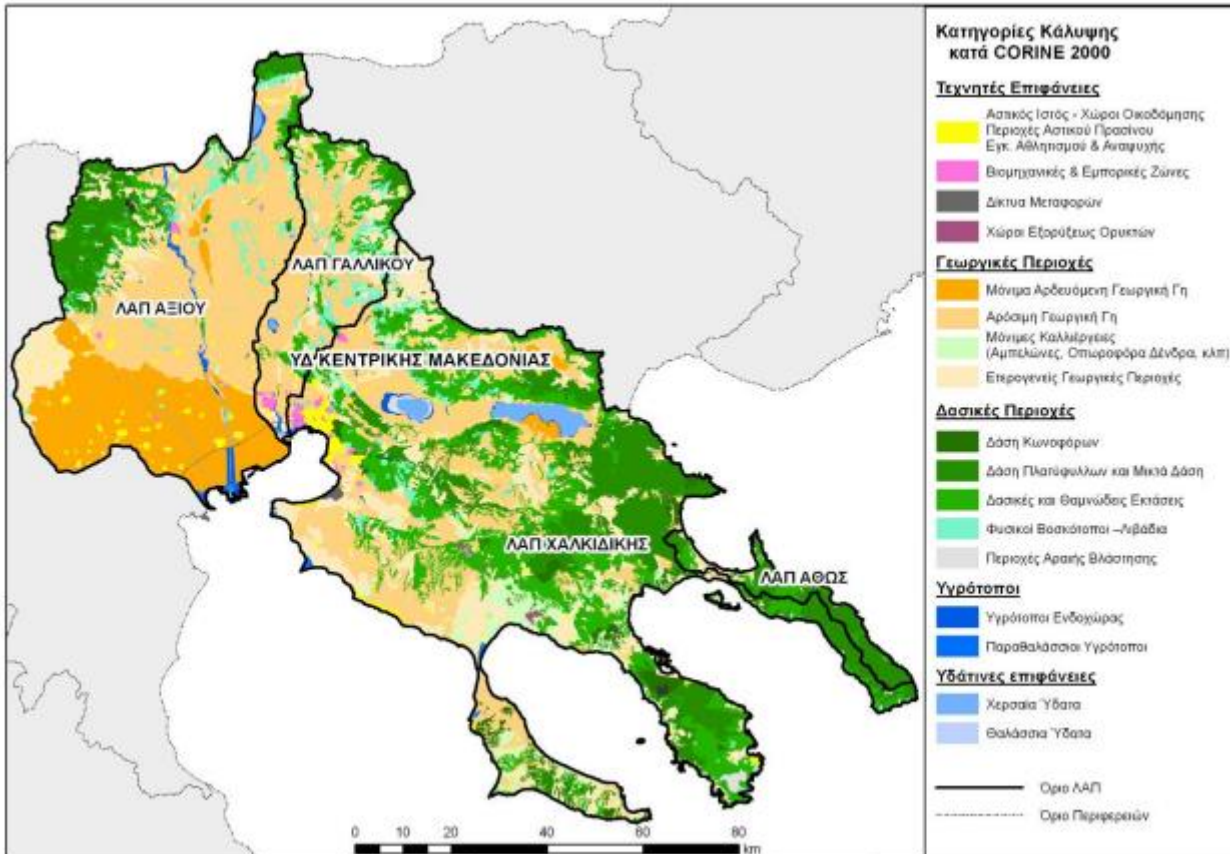 ΛΑΠ ΓΑΛΛΙΚΟΥ
ΛΑΠ ΑΞΙΟΥ
ΥΔ ΚΕΝΤΡΙΚΗΣ ΜΑΚΕΔΟΝΙΑΣ
ΛΑΠ ΧΑΛΚΙΔΙΚΗΣ
ΛΑΠ ΑΘΩΣ
0 5 10 20 40 60 80
km
Κατηγορίες Κάλυψης
κατά CORINE 2000
Τεχνητές Επιφάνειες
Αστικός Ιστός - Χώροι Οικοδόμησης
Περιοχές Αστικού Πρασίνου
Εγκ. Αθλητισμού & Αναψυχής
Βιομηχανικές & Εμπορικές Ζώνες
Δίκτυα Μεταφορών
Χώροι Εξορύξεως Ορυκτών
Γεωργικές Περιοχές
Μόνιμα Αρδευόμενη Γεωργική Γη
Αρόσιμη Γεωργική Γη
Μόνιμες Καλλιέργειες
(Αμπελώνες, Οπωροφόρα Δένδρα, κλπ)
Ετερογενείς Γεωργικές Περιοχές
Δασικές Περιοχές
Δάση Κωνοφόρων
Δάση Πλατύφυλλων και Μικτά Δάση
Δασικές και Θαμνώδεις Εκτάσεις
Φυσικοί Βοσκότοποι –Λιβάδια
Περιοχές Αραιής Βλάστησης
Υγρότοποι
Υγρότοποι Ενδοχώρας
Παραθαλάσσιοι Υγρότοποι
Υδάτινες επιφάνειες
Χερσαία Ύδατα
Θαλάσσια Ύδατα
Όριο ΛΑΠ
Όριο Περιφερειών